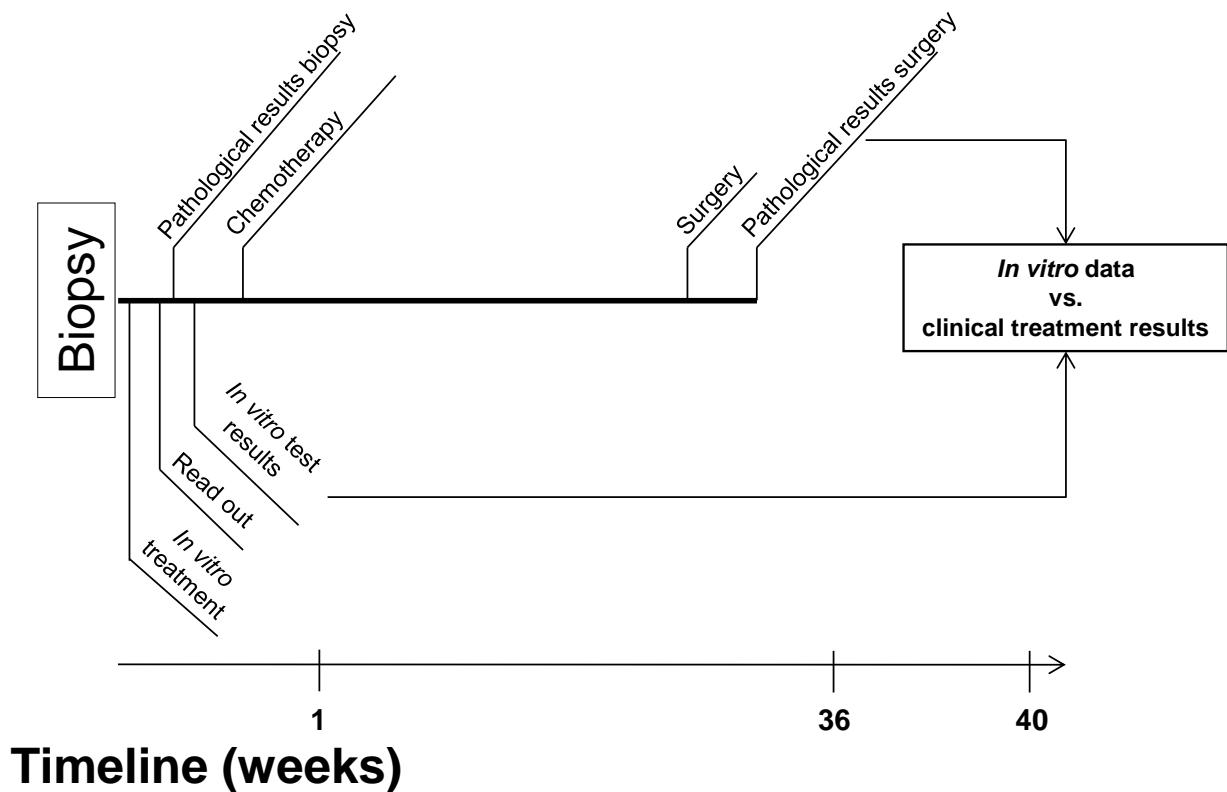 Biopsy
Pathological results biopsy
Chemotherapy
Surgery
Pathological results surgery
In vitro data
vs.
clinical treatment results
In vitro test
results
Read out
In vitro
treatment
1
36
40
Timeline (weeks)